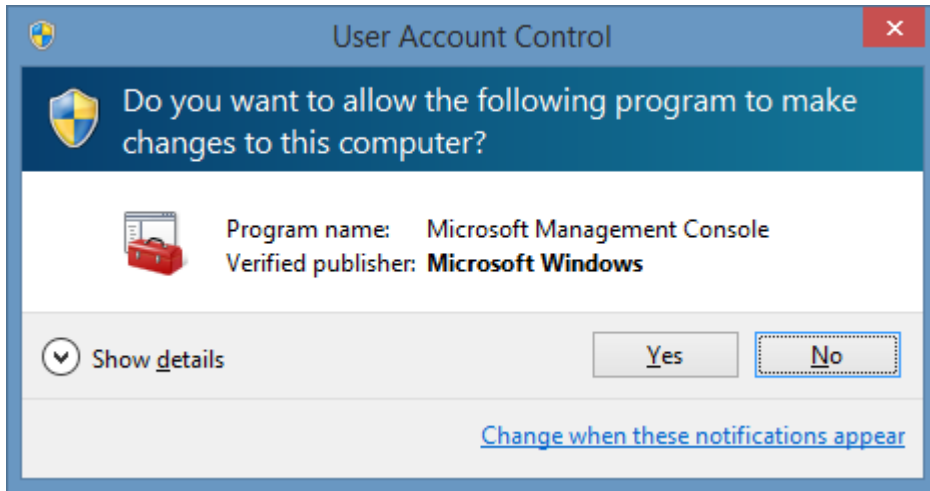 User Account Control
Do you want to allow the following program to make
changes to this computer?
Program name: Microsoft Management Console
Verified publisher: Microsoft Windows
Show details
Yes
No
Change when these notifications appear